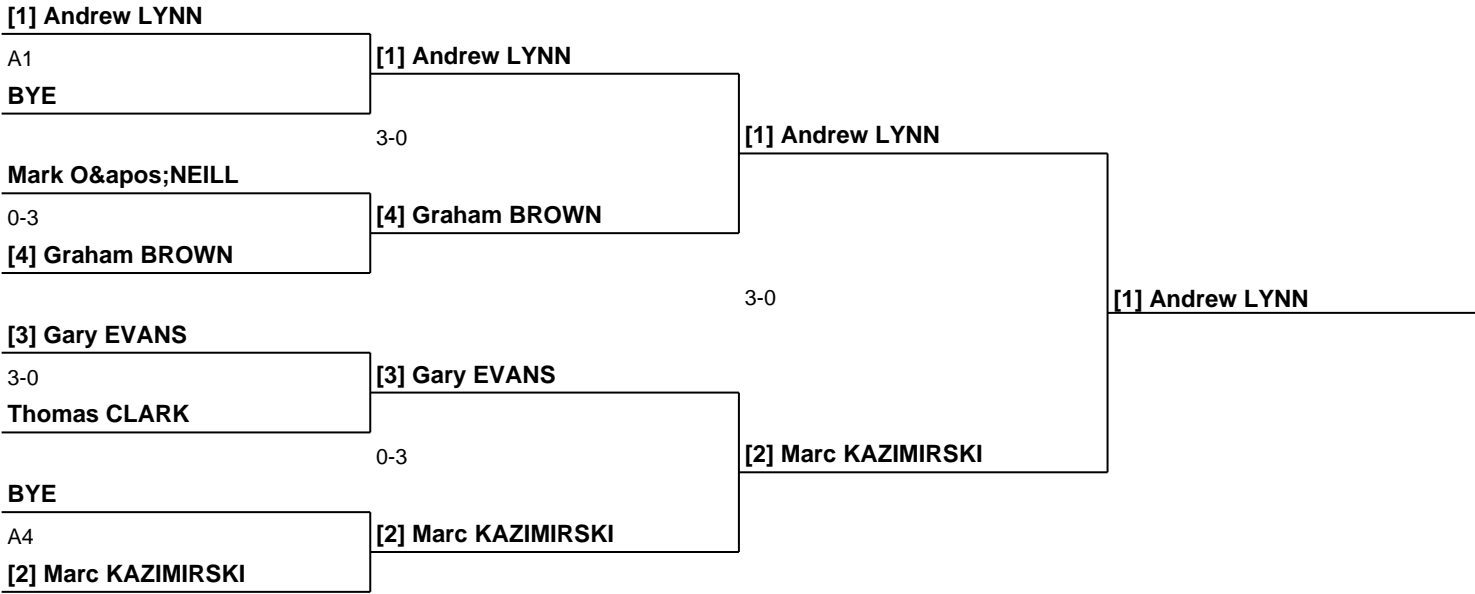 [1] Andrew LYNN
A1
BYE
[1] Andrew LYNN
3-0
Mark O&apos;NEILL
0-3
[4] Graham BROWN
[4] Graham BROWN
[1] Andrew LYNN
3-0
[1] Andrew LYNN
[3] Gary EVANS
3-0
Thomas CLARK
[3] Gary EVANS
0-3
[2] Marc KAZIMIRSKI
BYE
A4
[2] Marc KAZIMIRSKI
[2] Marc KAZIMIRSKI